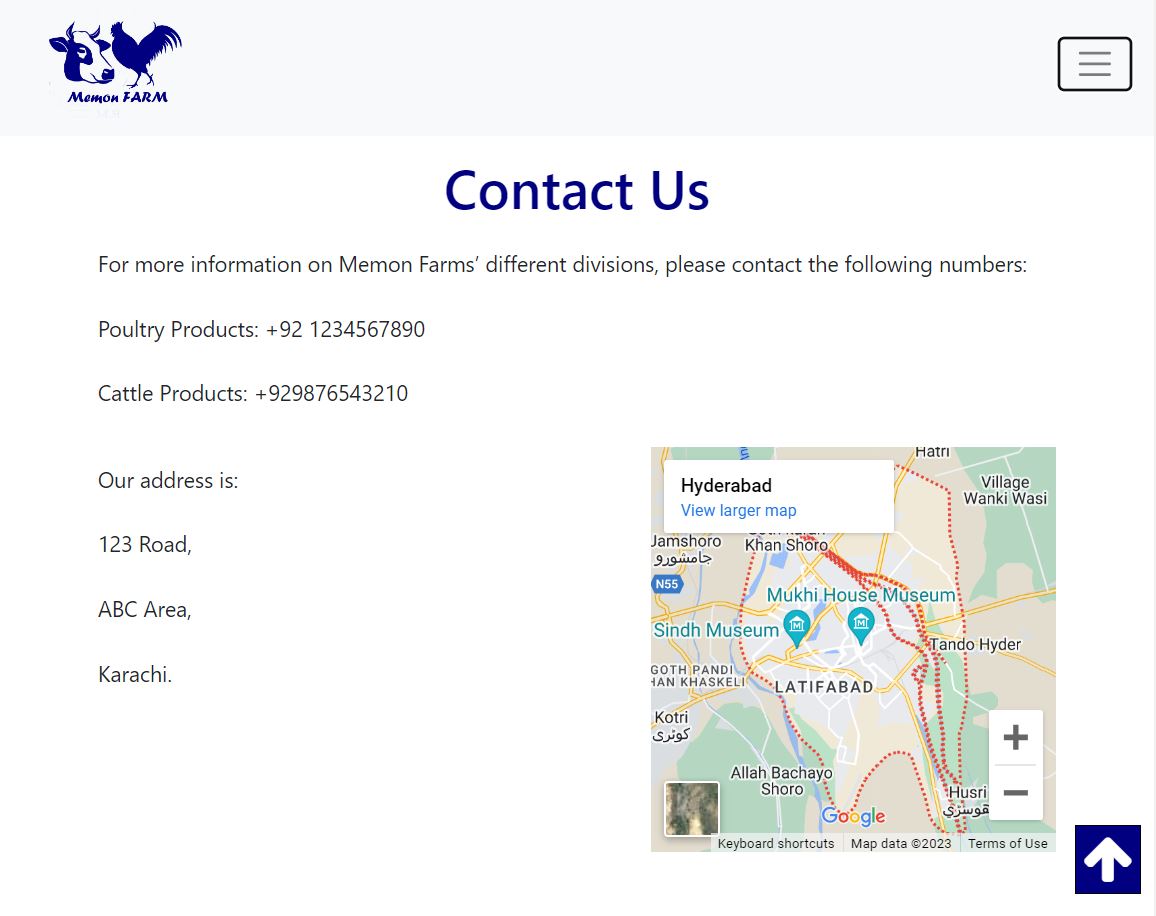 Memon FARM
Contact Us
For more information on Memon Farms’ different divisions, please contact the following numbers:
Poultry Products: +92 1234567890
Cattle Products: +929876543210
Our address is:
123 Road,
ABC Area,
Karachi.
Hatri
Hyderabad
View larger map
Village
Wanki Wasi
Jamshoro
جامشورو
Khan Shoro
N55
Mukhi House Museum
Sindh Museum
Tando Hyder
GOTH PANDI
HAN KHASKELI
LATIFABAD
Kotri
کوٹری
Allah Bachayo
Shoro
Husri
ھوسڑي
Google
Keyboard shortcuts
Map data ©2023
Terms of Use